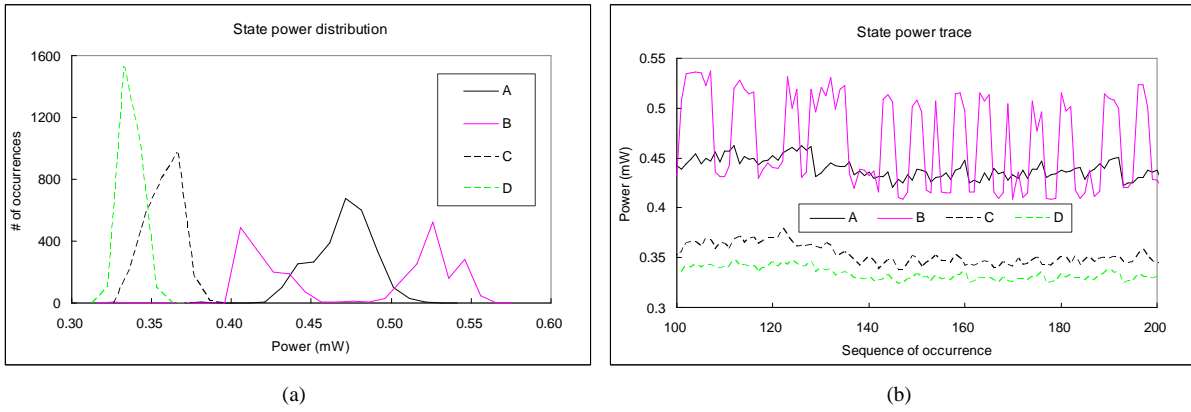 State power distribution
# of occurrences
1600
1200
800
400
0
0.30 0.35 0.40 0.45 0.50 0.55 0.60
Power (mW)
A
B
C
D
(a)
State power trace
Power (mW)
0.55
0.5
0.45
0.4
0.35
0.3
A B C D
100 120 140 160 180 200
Sequence of occurrence
(b)